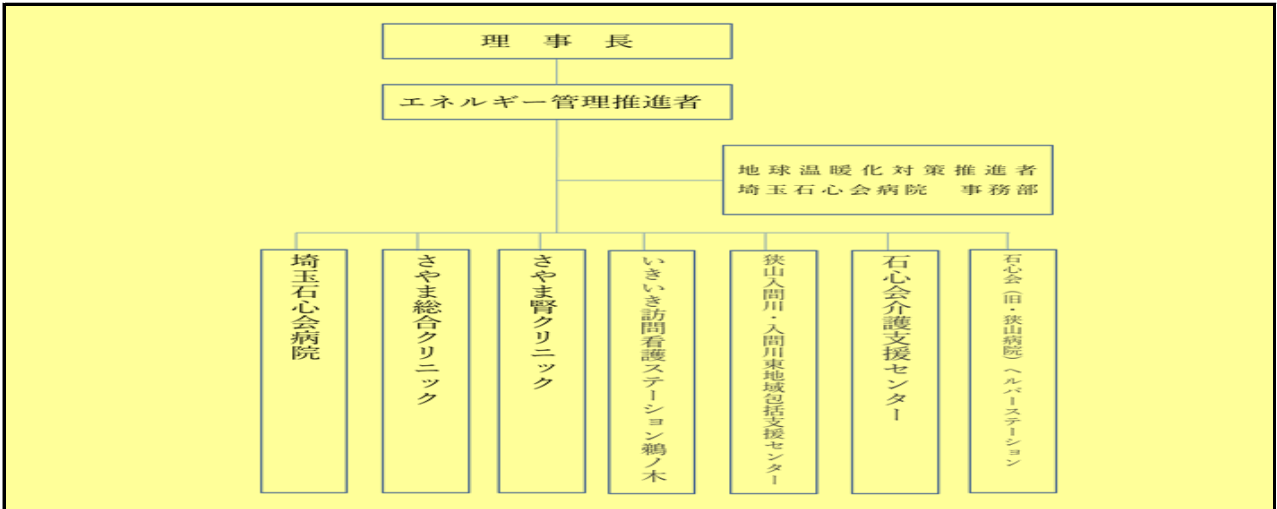 理 事 長
エネルギー管理推進者
地球温暖化対策推進者
埼玉石心会病院 事務部
埼玉石心会病院
さやま総合クリニック
さやま腎クリニック
いきいき訪問看護ステーション鵜ノ木
狭山入間川・入間川東地域包括支援センター
石心会介護支援センター
石心会（旧・狭山病院）ヘルパーステーション